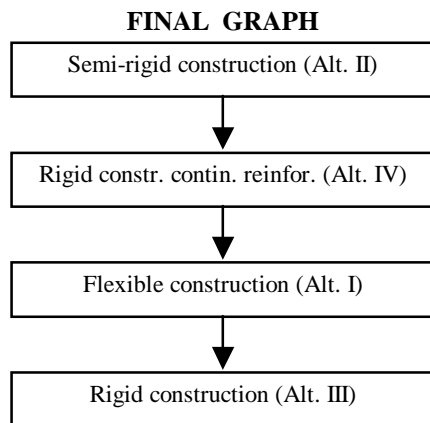 FINAL GRAPH
Semi-rigid construction (Alt. II)
Rigid constr. contin. reinfor. (Alt. IV)
Flexible construction (Alt. I)
Rigid construction (Alt. III)